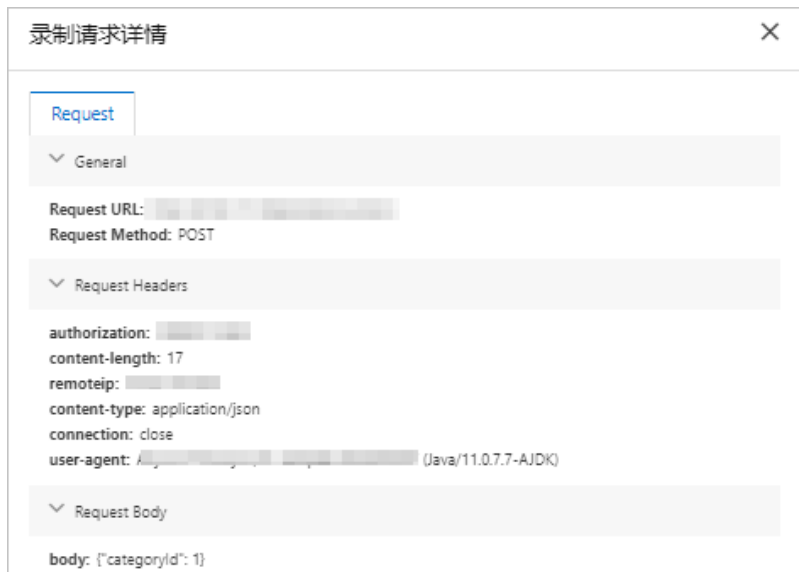 录制请求详情
Request
General
Request URL:
Request Method: POST
Request Headers
authorization:
content-length: 17
remoteip:
content-type: application/json
connection: close
user-agent: (Java/11.0.7.7-AJDK)
Request Body
body: {"categoryId": 1}